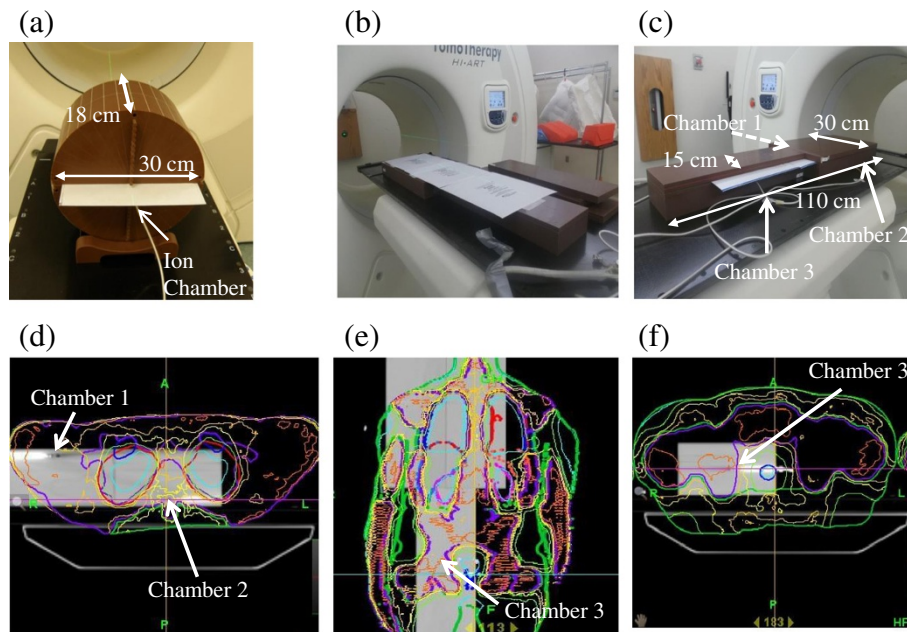 (a)
(b)
(c)
18 cm
30 cm
Ion
Chamber
TomoTherapy
HI-ART
Chamber 1
30 cm
15 cm
110 cm
Chamber 2
Chamber 3
(d)
(e)
(f)
Chamber 1
A
R
L
Chamber 2
P
Chamber 3
F
113
Chamber 3
A
R
L
P
183
HF